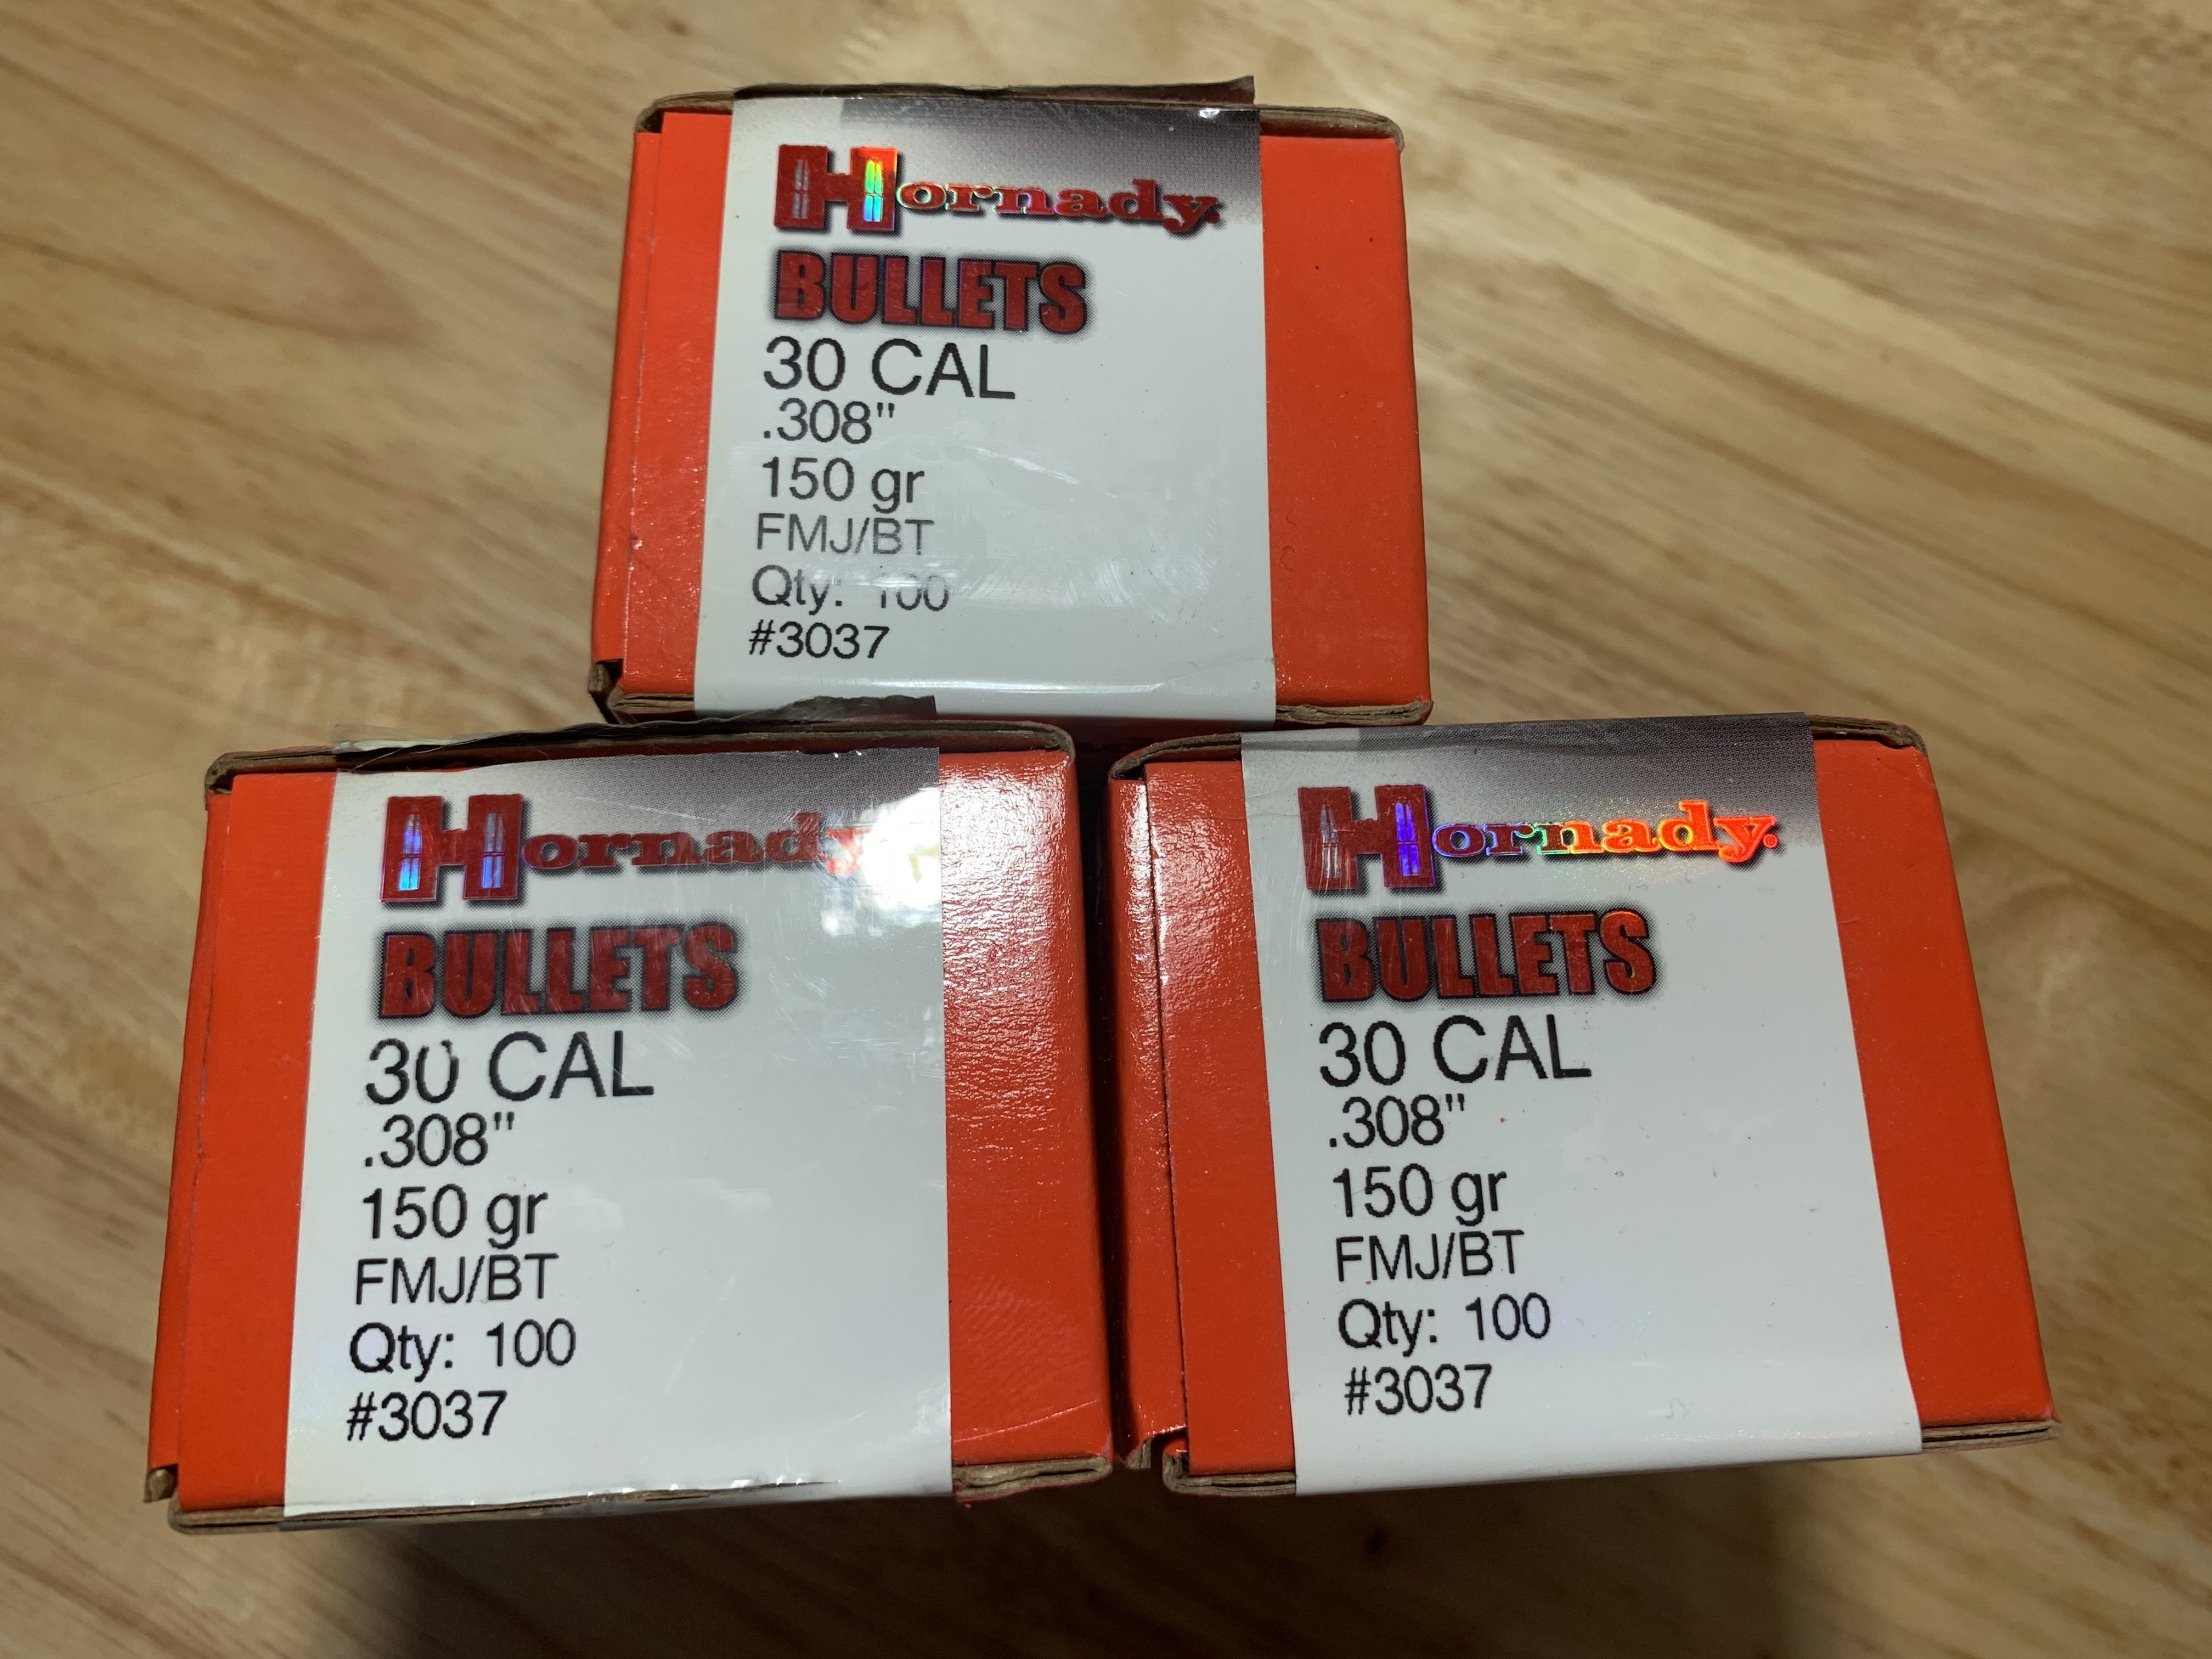 Hornady.
BULLETS
30 CAL
.308"
150 gr
FMJ/BT
Qty: 100
#3037
Hornady
BULLETS
30 CAL
.308"
150 gr
FMJ/BT
Qty: 100
#3037
Hornady.
BULLETS
30 CAL
.308"
150 gr
FMJ/BT
Qty: 100
#3037